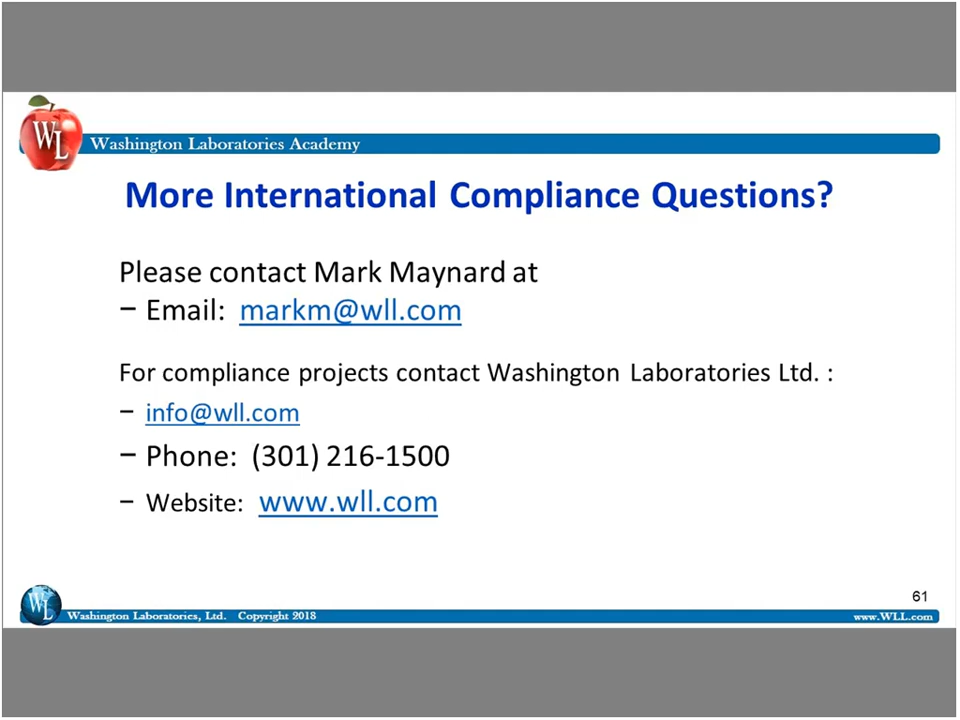 WL
Washington Laboratories Academy
More International Compliance Questions?
Please contact Mark Maynard at
− Email: markm@wll.com
For compliance projects contact Washington Laboratories Ltd. :
− info@wll.com
− Phone: (301) 216-1500
− Website: www.wll.com
61
WL
Washington Laboratories, Ltd. Copyright 2018
www.WLL.com